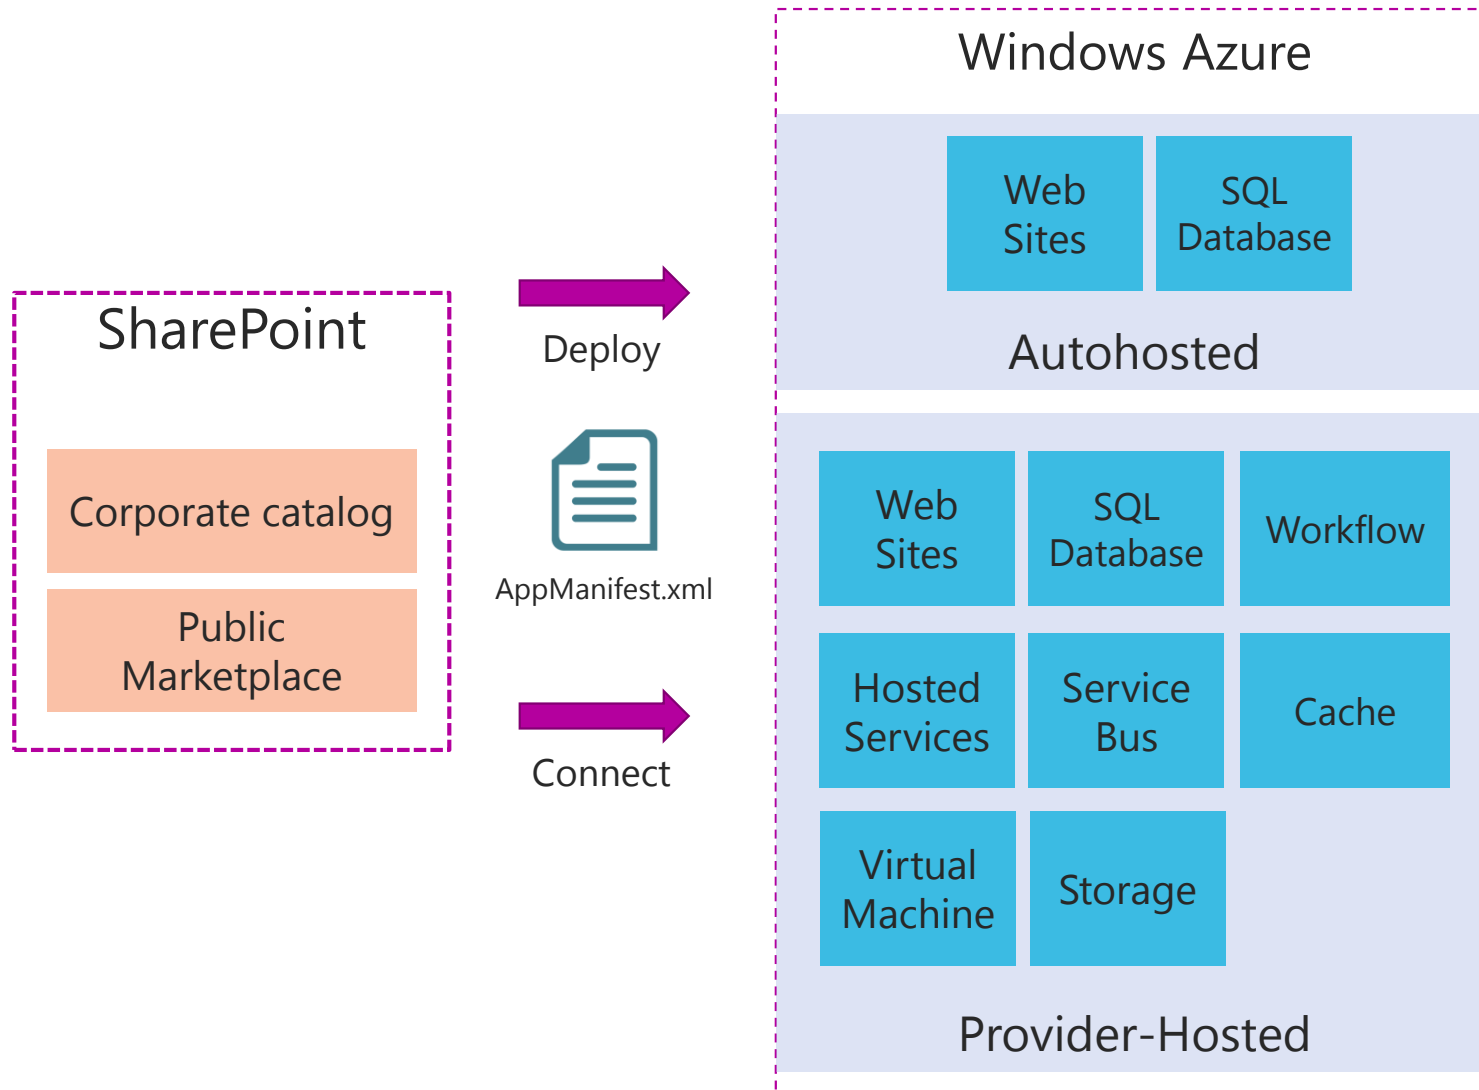 SharePoint
Corporate catalog
Public
Marketplace
Deploy
AppManifest.xml
Connect
Windows Azure
Web
Sites
SQL
Database
Autohosted
Web
Sites
SQL
Database
Workflow
Hosted
Services
Service
Bus
Cache
Virtual
Machine
Storage
Provider-Hosted